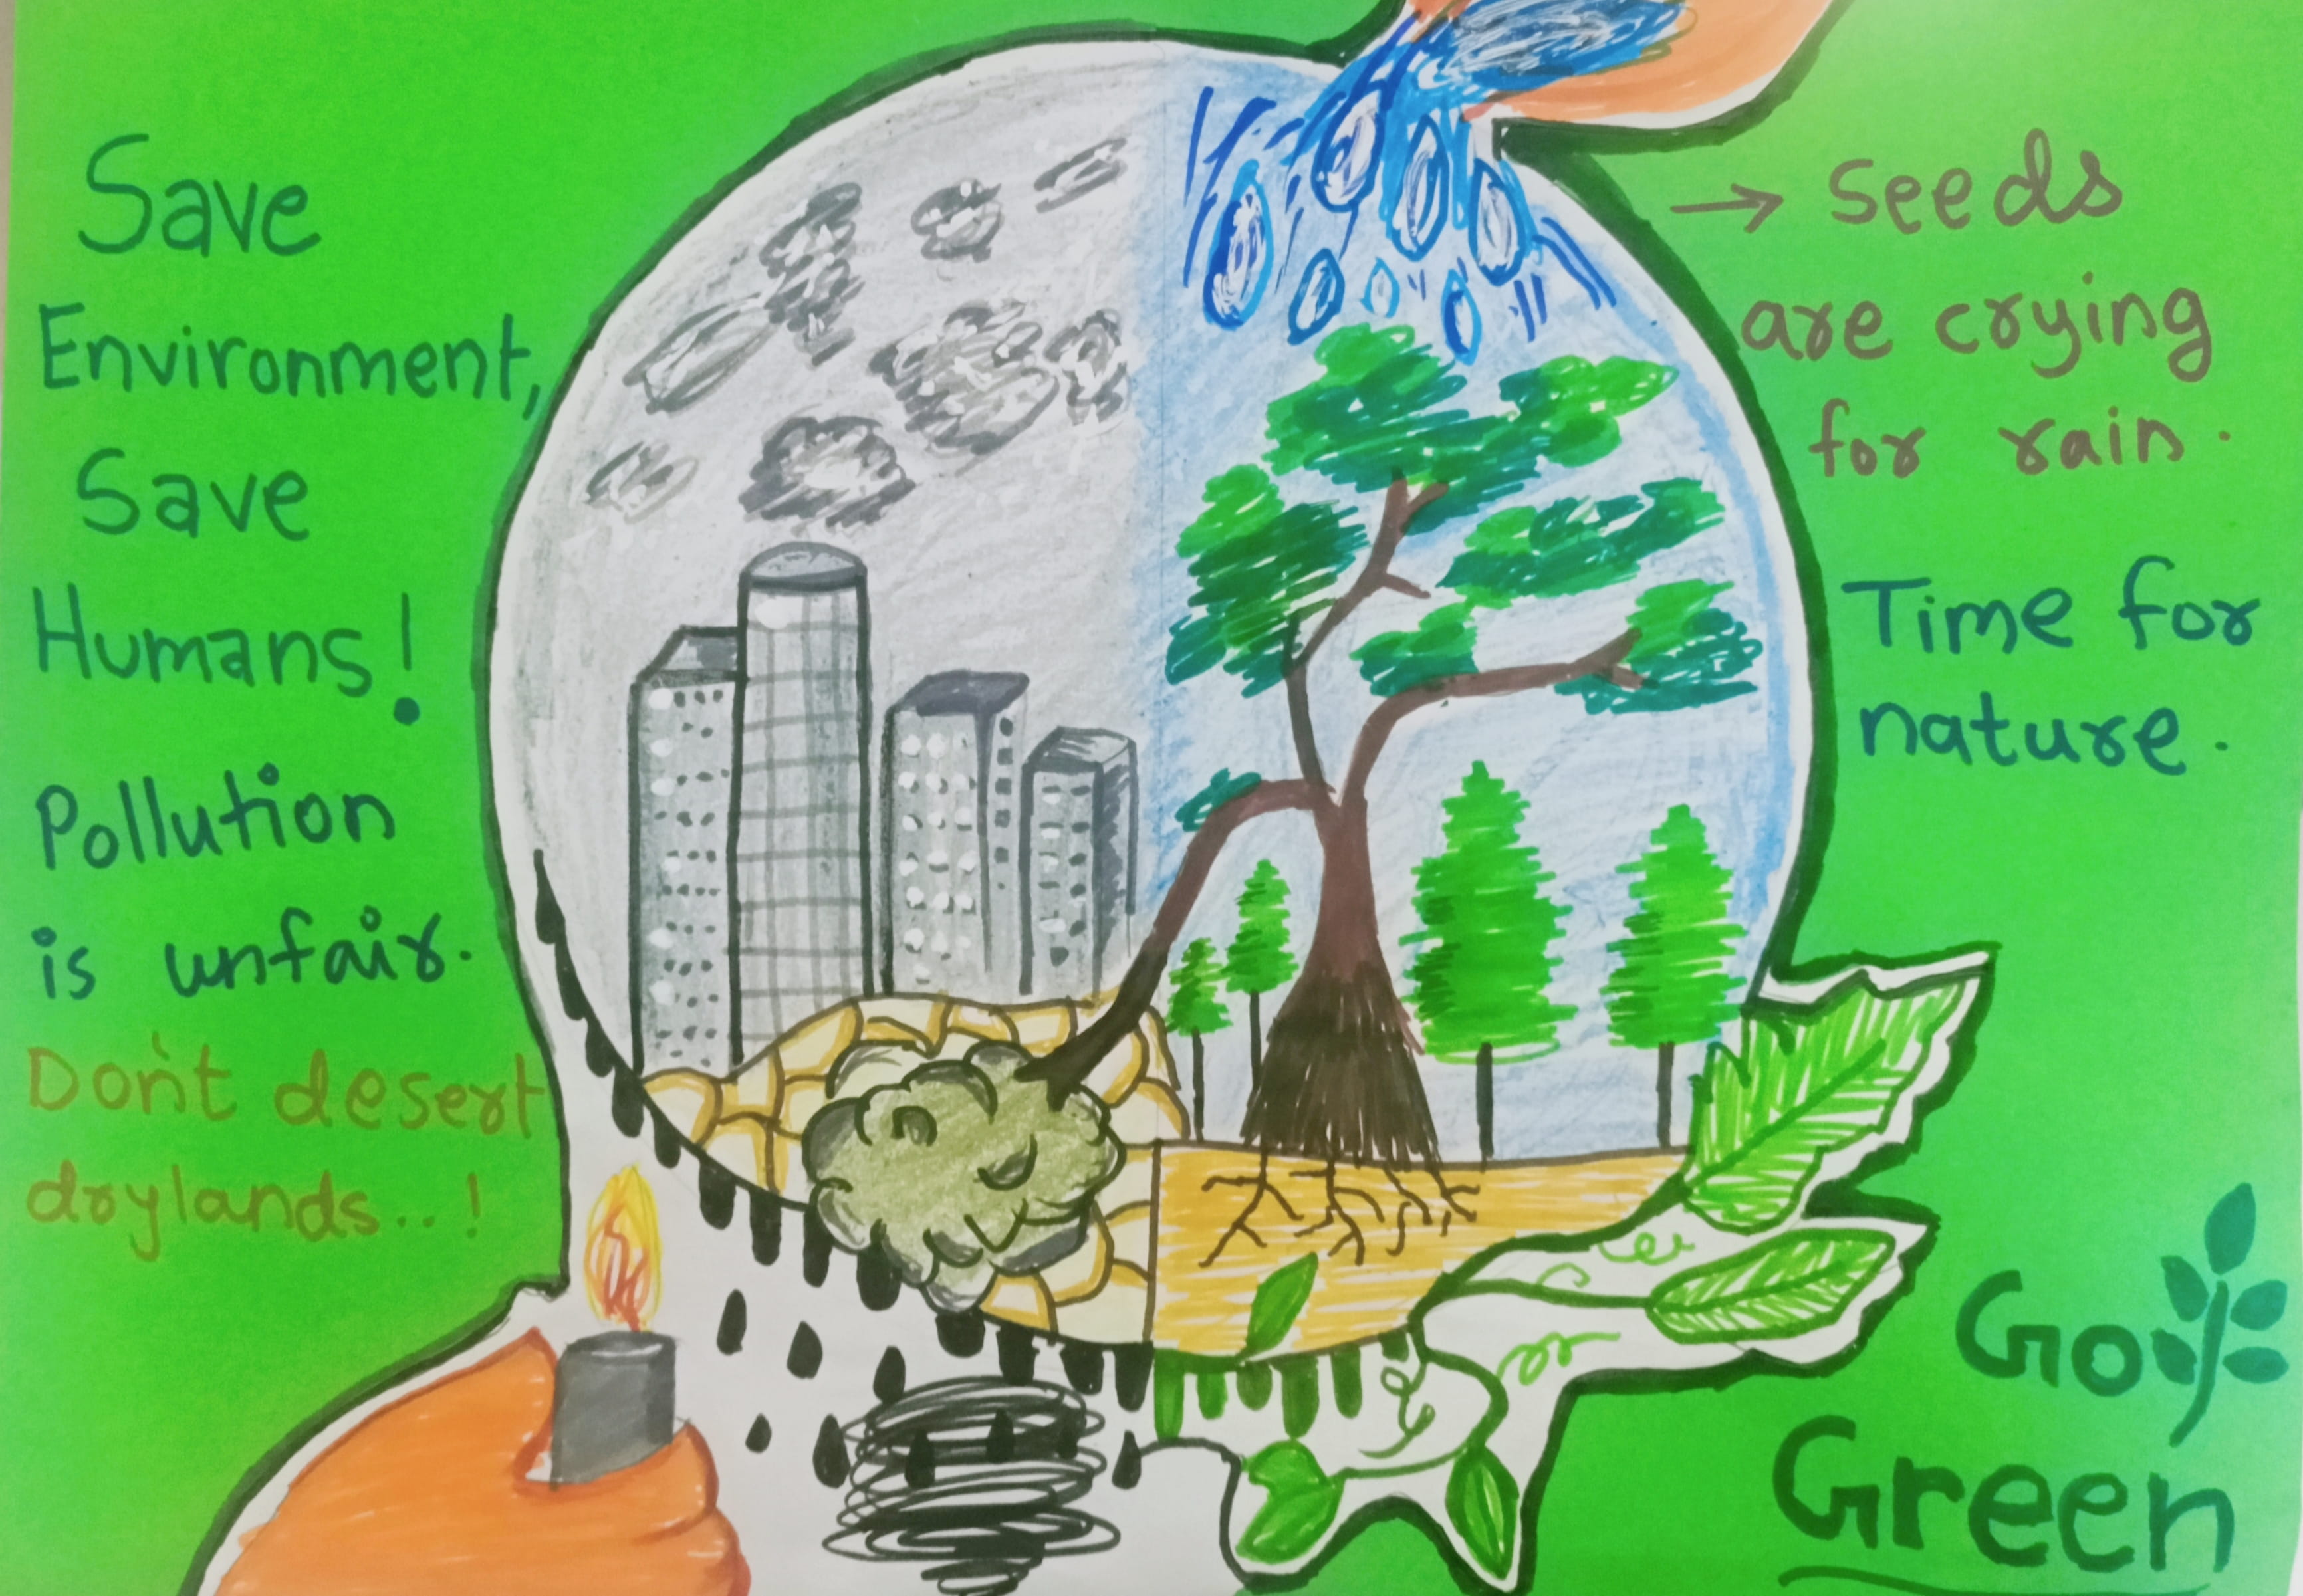 Save
Environment,
Save
Humans!
Pollution
is unfair.
Don't desert
drylands..!
→ Seeds
are crying
for rain.
Time for
nature.
Go
Green